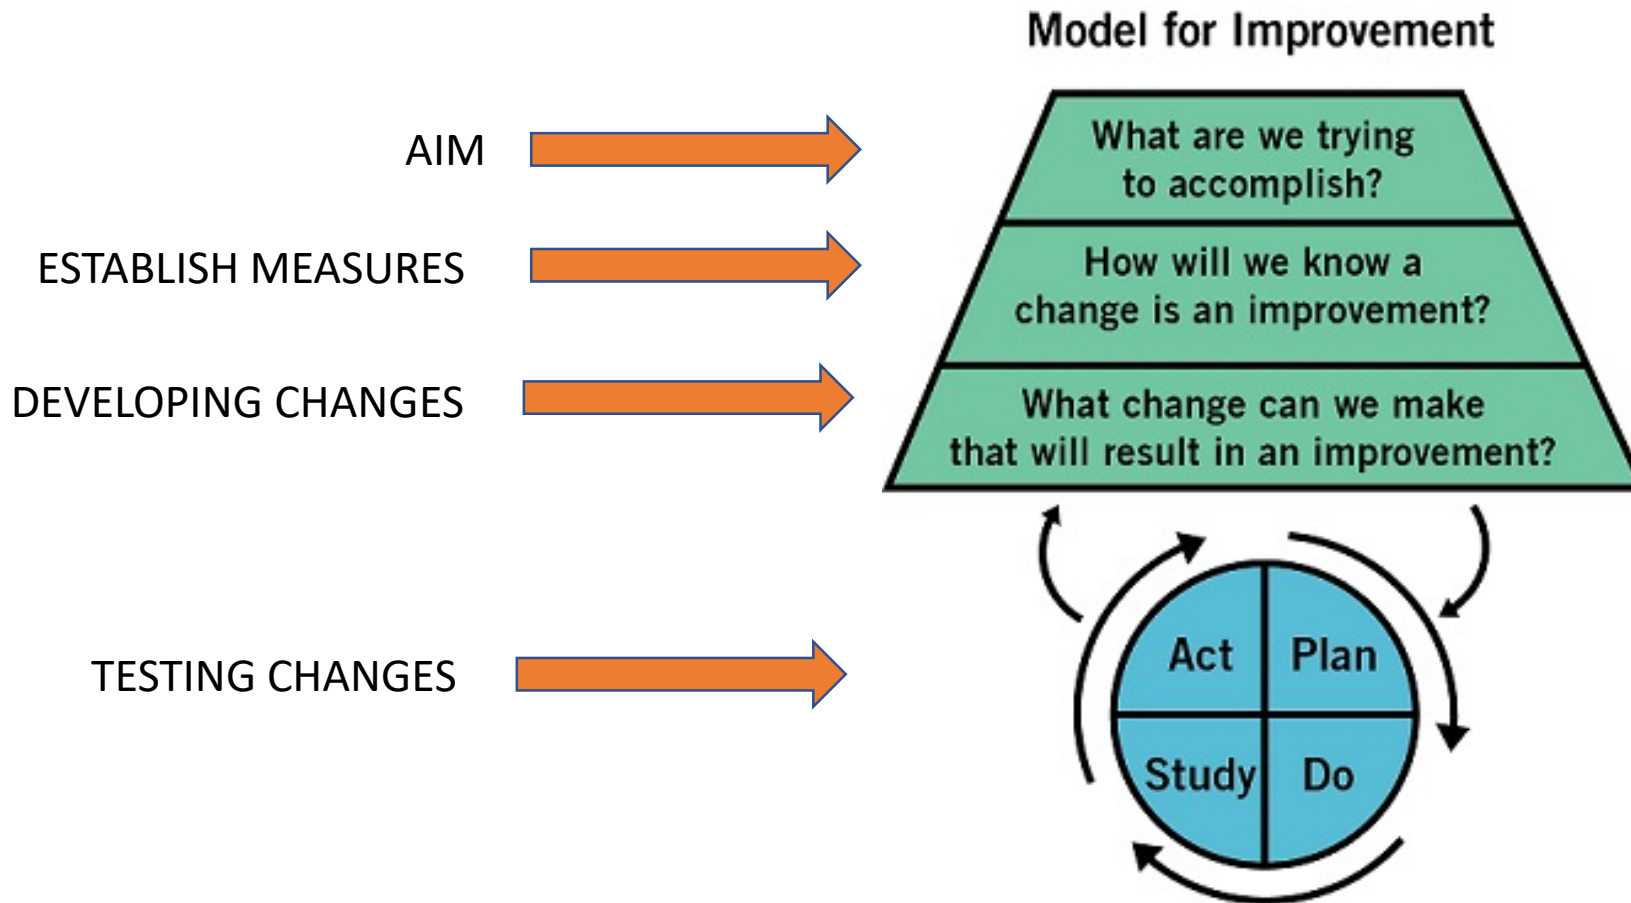 Model for Improvement
AIM
What are we trying
to accomplish?
ESTABLISH MEASURES
How will we know a
change is an improvement?
DEVELOPING CHANGES
What change can we make
that will result in an improvement?
TESTING CHANGES
Act
Plan
Study
Do